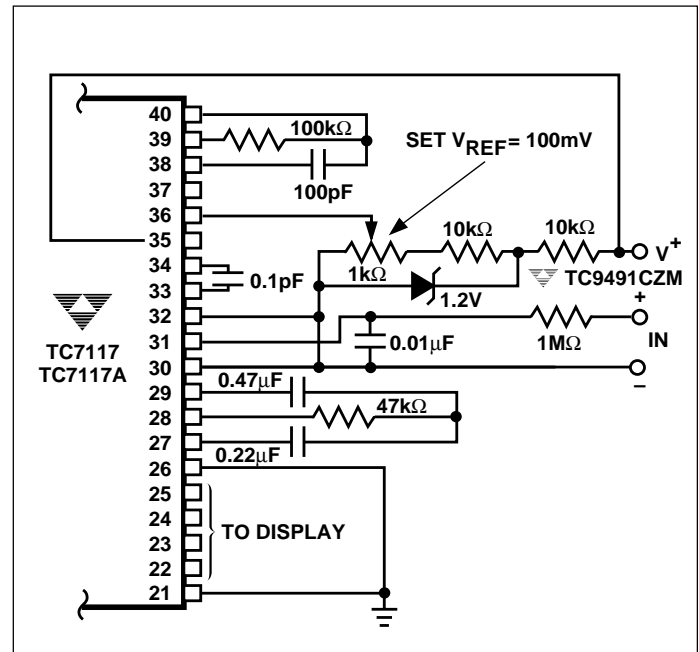 40
39
38
37
36
35
34
33
32
31
30
29
28
27
26
25
24
23
22
21
TC7117
TC7117A
100kΩ
100pF
SET VREF = 100mV
10kΩ
10kΩ
V+
1kΩ
TC9491CZM
0.1pF
1.2V
+
IN
–
0.01µF
1MΩ
0.47µF
47kΩ
0.22µF
TO DISPLAY